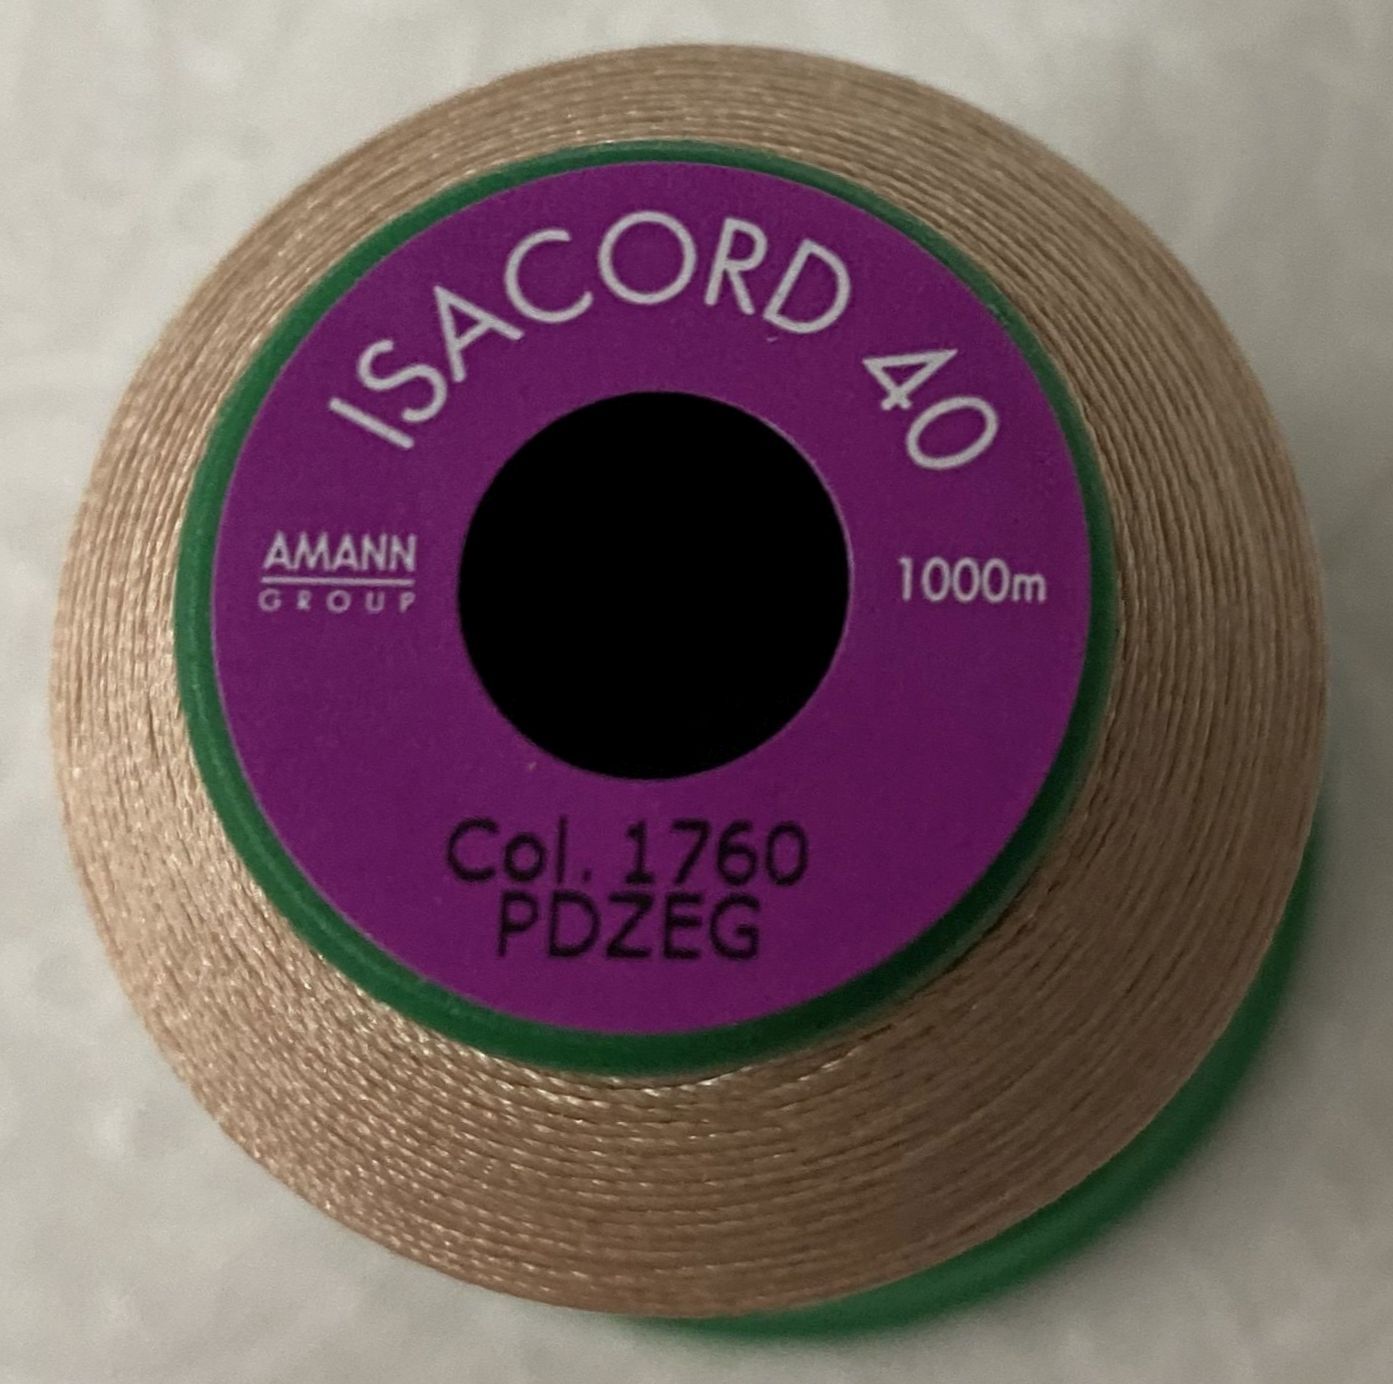 ISACORD 40
AMANN
GROUP
1000m
Col. 1760
PDZEG